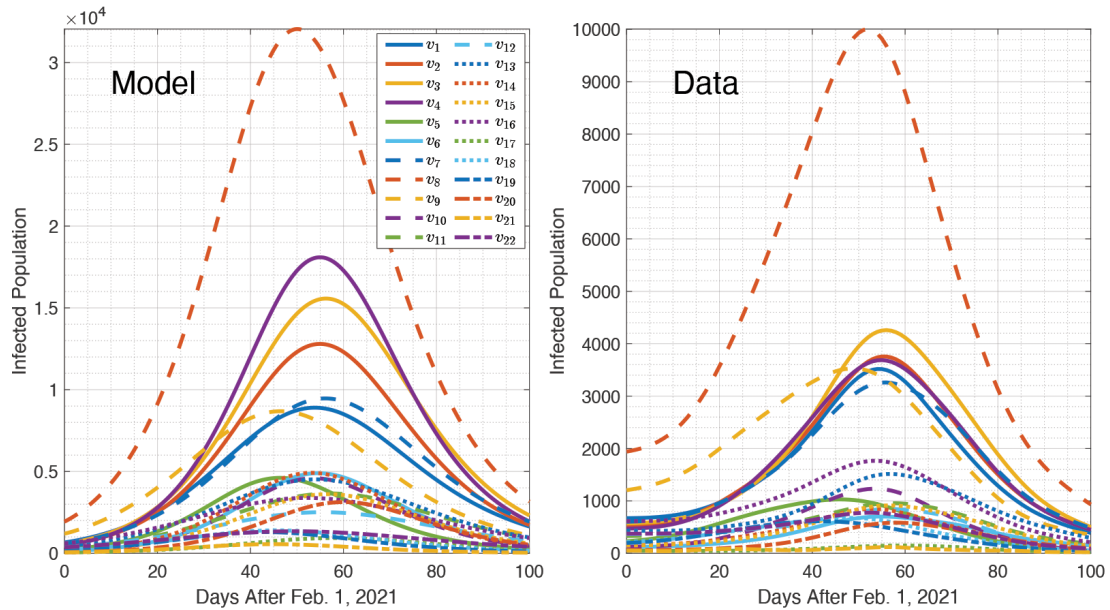 ×10⁴
3
2.5
2
1.5
1
0.5
0
0 20 40 60 80 100
Infected Population
Days After Feb. 1, 2021
Model
v₁ v₁₂
v₂ v₁₃
v₃ v₁₄
v₄ v₁₅
v₅ v₁₆
v₆ v₁₇
v₇ v₁₈
v₈ v₁₉
v₉ v₂₀
v₁₀ v₂₁
v₁₁ v₂₂
10000
9000
8000
7000
6000
5000
4000
3000
2000
1000
0
0 20 40 60 80 100
Infected Population
Days After Feb. 1, 2021
Data